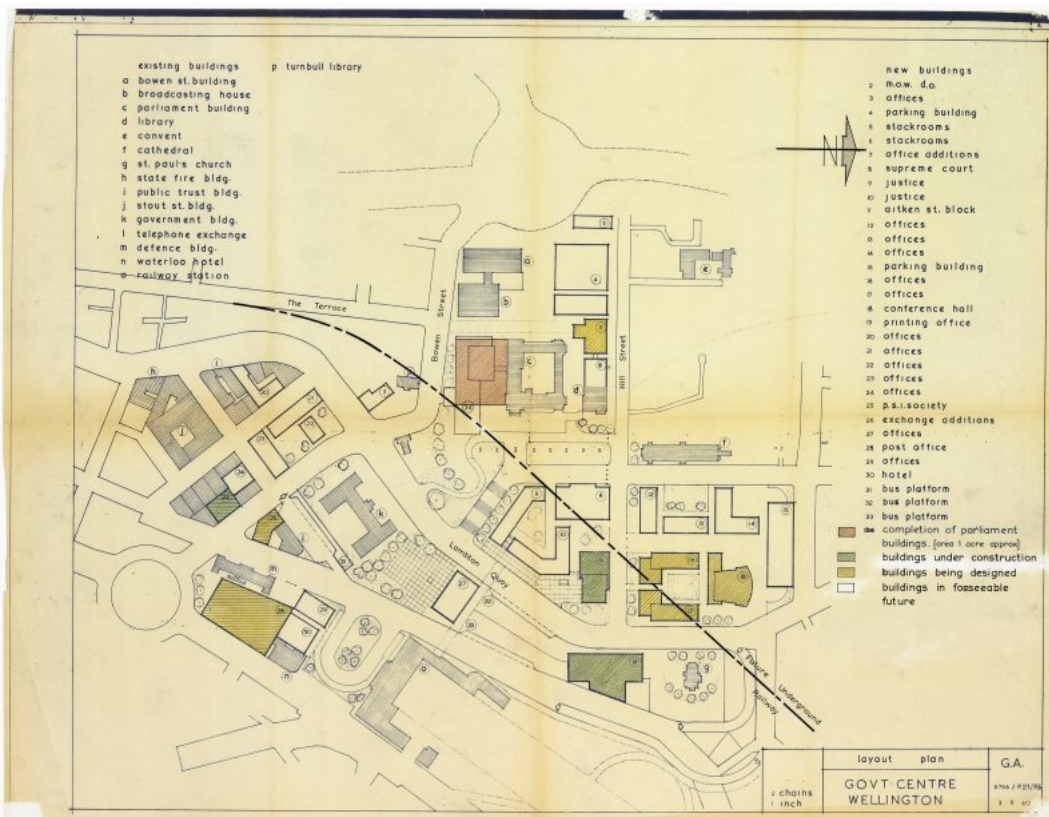 existing buildings
a bowen st. building
b broadcasting house
c parliament building
d library
e convent
f cathedral
g st. paul's church
h state fire bldg.
i public trust bldg.
j stout st. bldg.
k government bldg.
l telephone exchange
m defence bldg.
n waterloo hotel
o railway station
p turnbull library
new buildings
2 m.o.w. d.o.
3 offices
4 parking building
5 stackrooms
6 stackrooms
7 office additions
8 supreme court
9 justice
10 justice
11 aitken st. block
12 offices
13 offices
14 offices
15 parking building
16 offices
17 offices
18 conference hall
19 printing office
20 offices
21 offices
22 offices
23 offices
24 offices
25 p.s.i. society
26 exchange additions
27 offices
28 post office
29 offices
30 hotel
31 bus platform
32 bus platform
33 bus platform
completion of parliament
buildings. (area 1 acre approx)
buildings under construction
buildings being designed
buildings in fosseeable
future
N
The Terrace
Bowen Street
Hill Street
Lambton Quay
Future Underground
Railway
2 chains
1 inch
layout plan
GOVT·CENTRE
WELLINGTON
G.A.